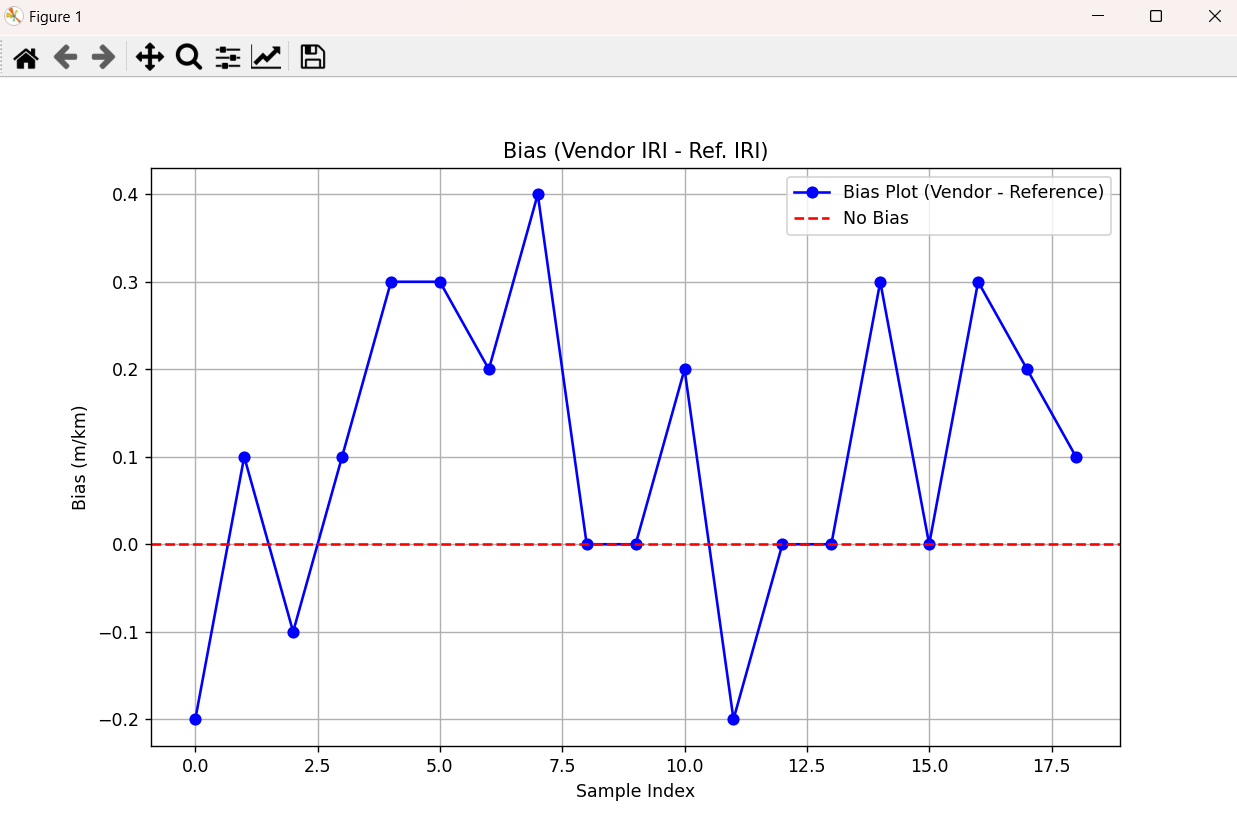 Figure 1
Bias (Vendor IRI - Ref. IRI)
Bias Plot (Vendor - Reference)
No Bias
Bias (m/km)
0.4
0.3
0.2
0.1
0.0
−0.1
−0.2
0.0 2.5 5.0 7.5 10.0 12.5 15.0 17.5
Sample Index